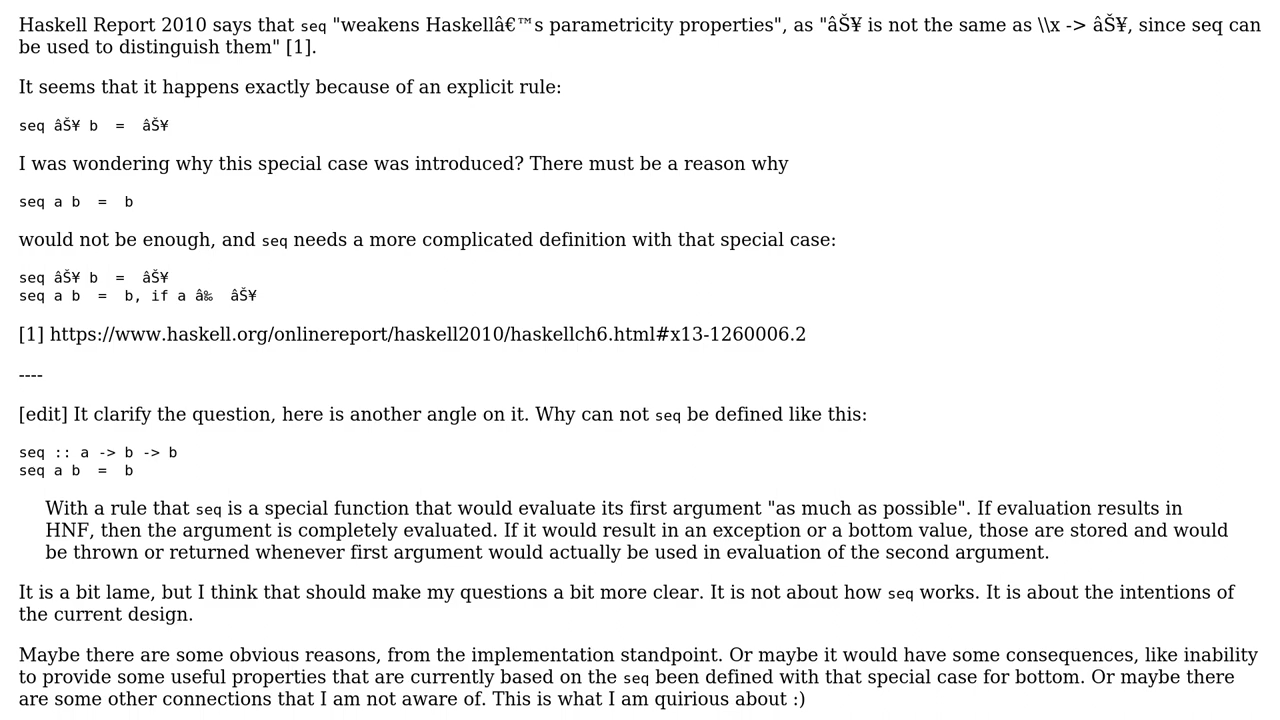 Haskell Report 2010 says that seq "weakens Haskellâ€™s parametricity properties", as "âŠ¥ is not the same as \\x -> âŠ¥, since seq can
be used to distinguish them" [1].
It seems that it happens exactly because of an explicit rule:
seq âŠ¥ b  =  âŠ¥
I was wondering why this special case was introduced? There must be a reason why
seq a b  =  b
would not be enough, and seq needs a more complicated definition with that special case:
seq âŠ¥ b  =  âŠ¥
seq a b  =  b, if a â‰  âŠ¥
[1] https://www.haskell.org/onlinereport/haskell2010/haskellch6.html#x13-1260006.2
----
[edit] It clarify the question, here is another angle on it. Why can not seq be defined like this:
seq :: a -> b -> b
seq a b  =  b
With a rule that seq is a special function that would evaluate its first argument "as much as possible". If evaluation results in
HNF, then the argument is completely evaluated. If it would result in an exception or a bottom value, those are stored and would
be thrown or returned whenever first argument would actually be used in evaluation of the second argument.
It is a bit lame, but I think that should make my questions a bit more clear. It is not about how seq works. It is about the intentions of
the current design.
Maybe there are some obvious reasons, from the implementation standpoint. Or maybe it would have some consequences, like inability
to provide some useful properties that are currently based on the seq been defined with that special case for bottom. Or maybe there
are some other connections that I am not aware of. This is what I am quirious about :)